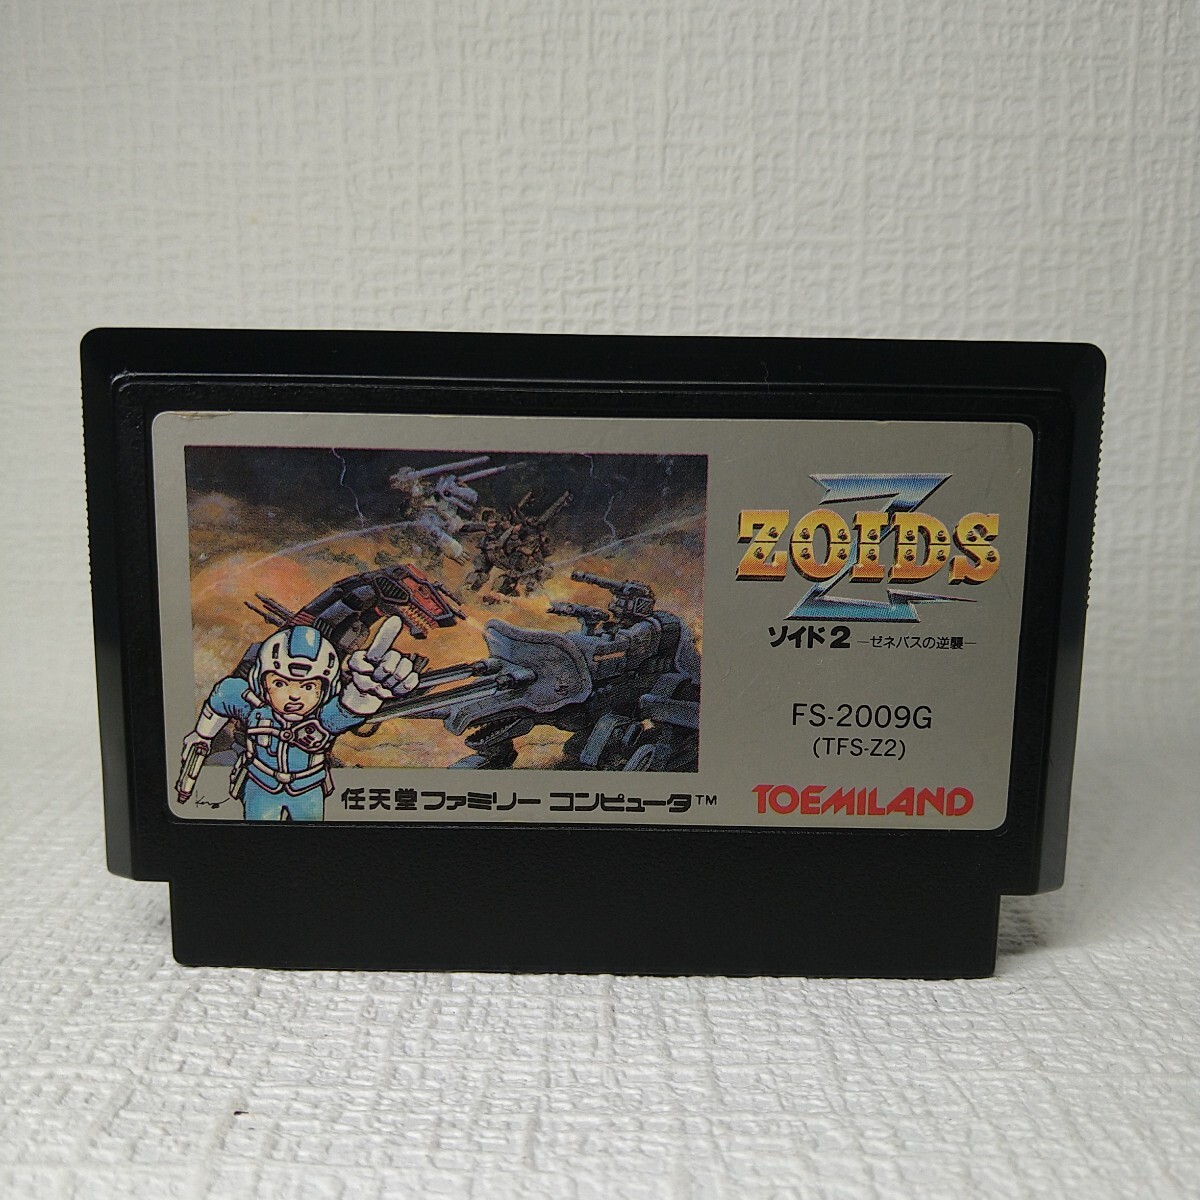 ZOIDS
ゾイド2 —ゼネバスの逆襲—
FS-2009G
(TFS-Z2)
任天堂ファミリー コンピュータ™
TOEMILAND